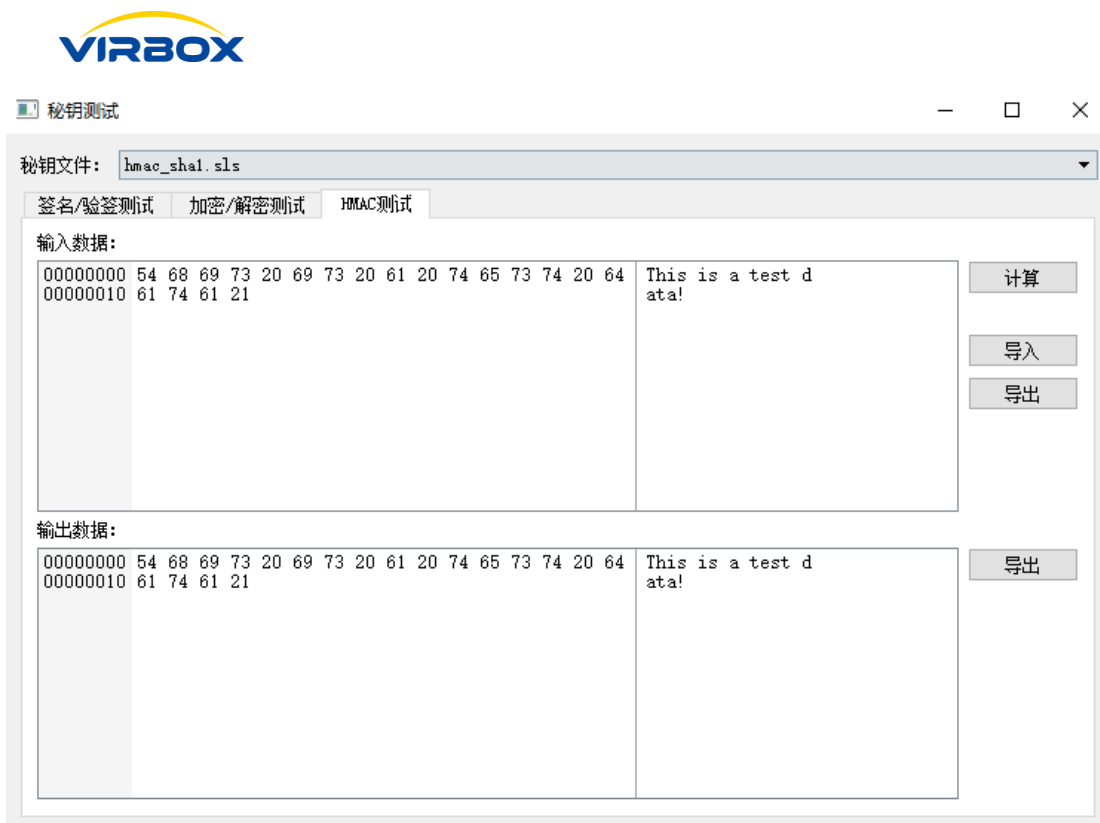 VIRBOX
秘钥测试
秘钥文件: hmac_sha1.sls
签名/验签测试 加密/解密测试 HMAC测试
输入数据:
00000000 54 68 69 73 20 69 73 20 61 20 74 65 73 74 20 64 This is a test d
00000010 61 74 61 21 ata!
计算
导入
导出
输出数据:
00000000 54 68 69 73 20 69 73 20 61 20 74 65 73 74 20 64 This is a test d
00000010 61 74 61 21 ata!
导出